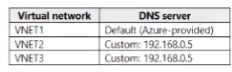 Virtual network DNS server
VNET1 Default (Azure-provided)
VNET2 Custom: 192.168.0.5
VNET3 Custom: 192.168.0.5